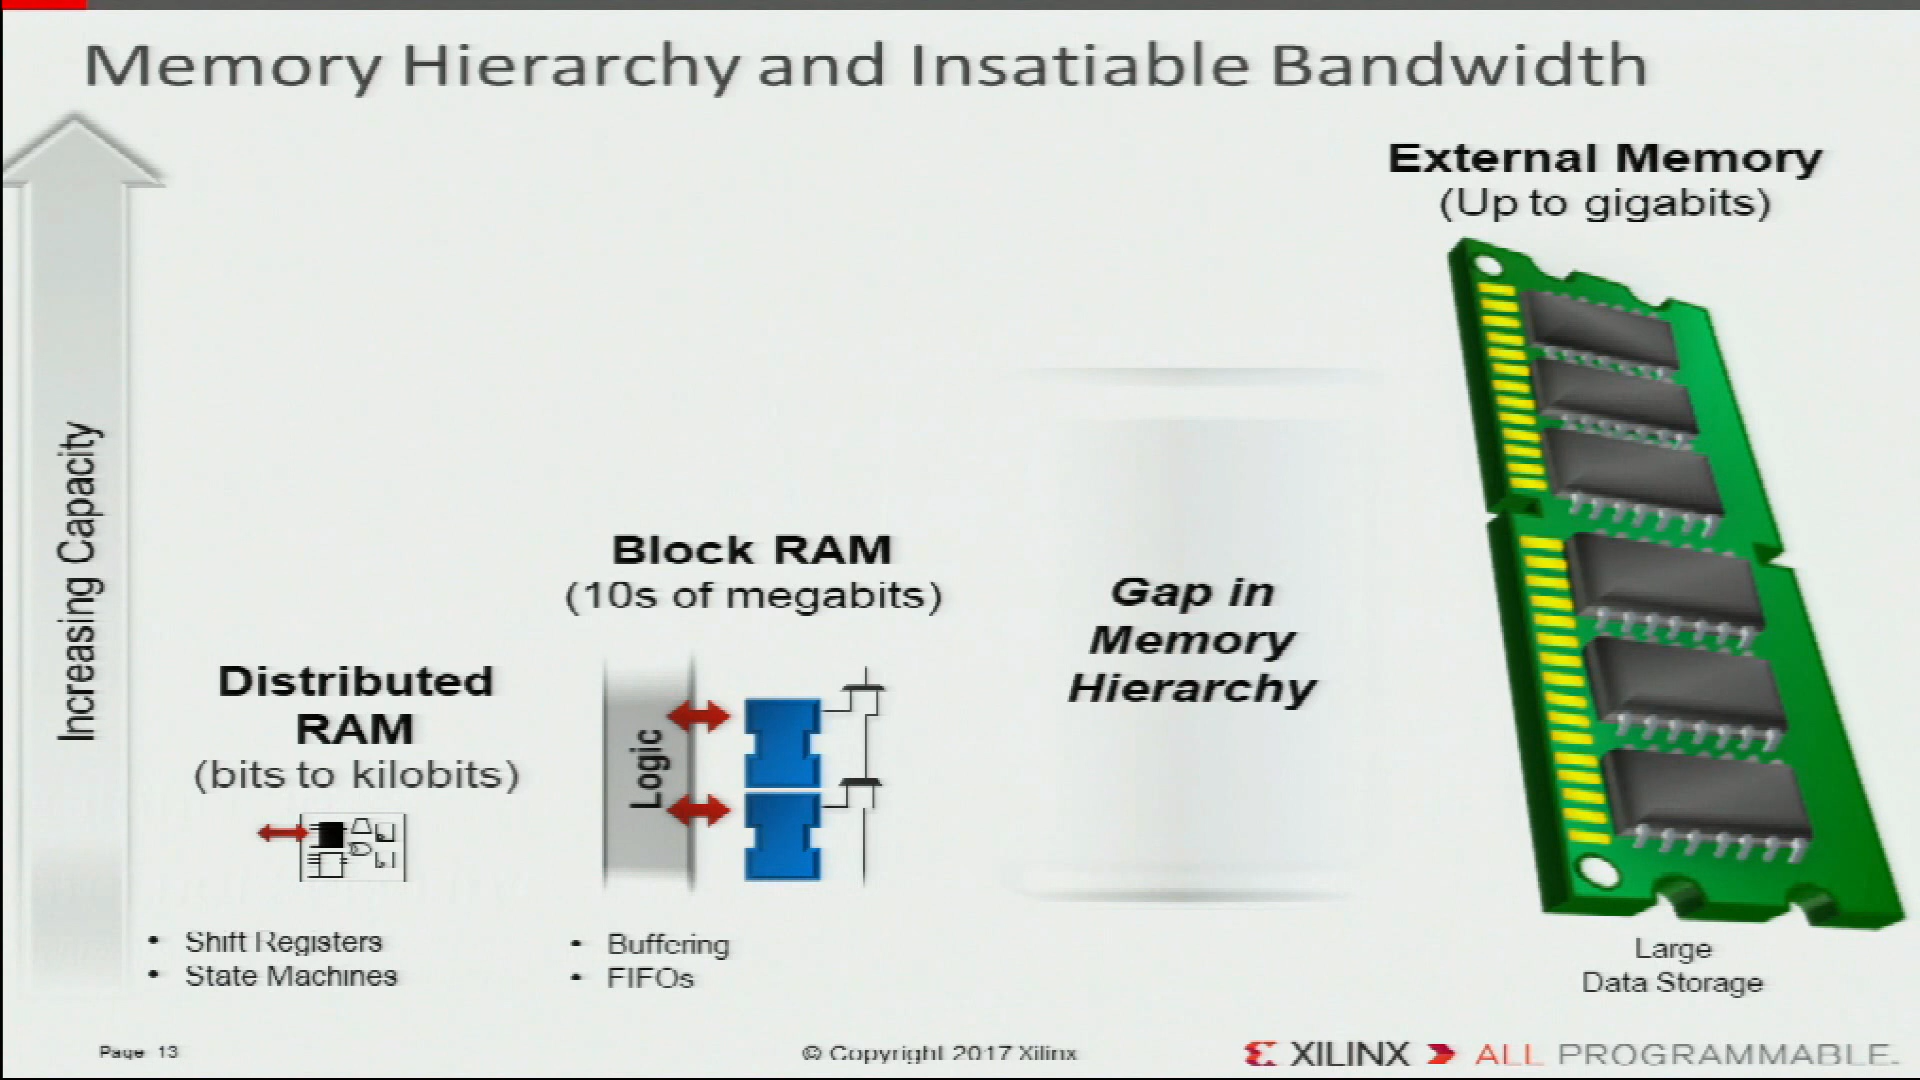 Memory Hierarchy and Insatiable Bandwidth
External Memory
(Up to gigabits)
Increasing Capacity
Block RAM
(10s of megabits)
Gap in
Memory
Hierarchy
Distributed
RAM
(bits to kilobits)
Logic
• Shift Registers
• State Machines
• Buffering
• FIFOs
Large
Data Storage
Page 13
© Copyright 2017 Xilinx
XILINX ALL PROGRAMMABLE.